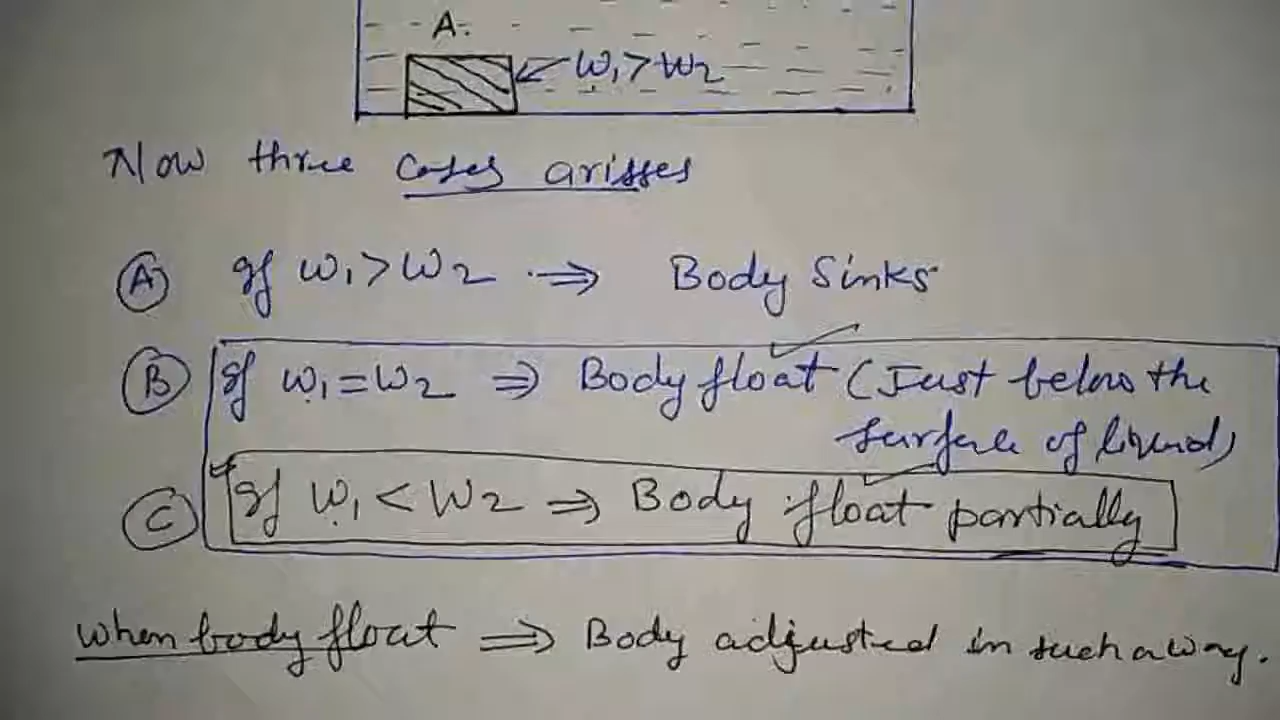 A.
W₁ > W₂
Now three cases arisses
A If W₁ > W₂ ⇒ Body Sinks
B If W₁ = W₂ ⇒ Body float (Just below the
surface of liquid)
C If W₁ < W₂ ⇒ Body float partially
when body float ⇒ Body adjusted in such a way.